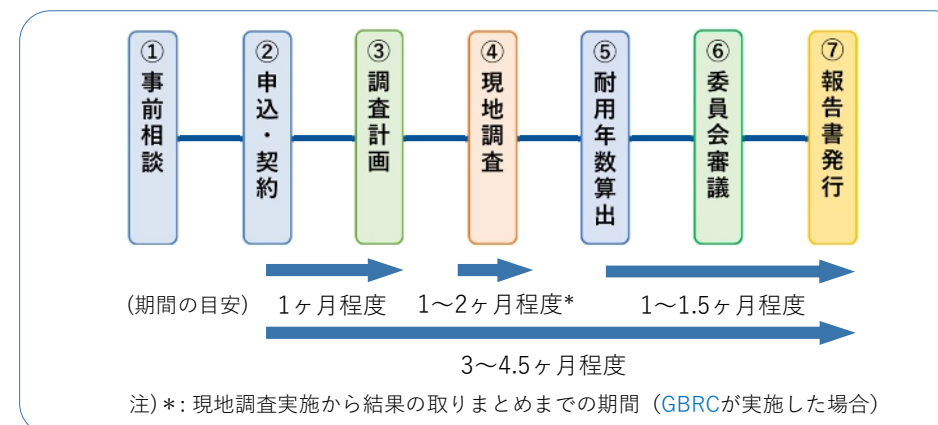 ①事前相談
②申込・契約
③調査計画
④現地調査
⑤耐用年数算出
⑥委員会審議
⑦報告書発行
(期間の目安)
1ヶ月程度
1〜2ヶ月程度*
1〜1.5ヶ月程度
3〜4.5ヶ月程度
注)*: 現地調査実施から結果の取りまとめまでの期間（GBRCが実施した場合）